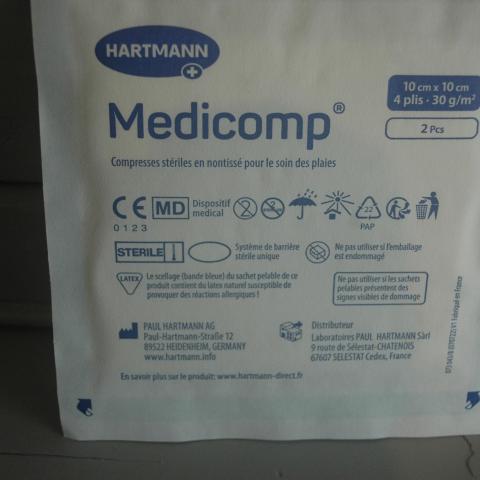 HARTMANN
10 cm x 10 cm
4 plis · 30 g/m²
2 Pcs
Medicomp®
Compresses stériles en nontissé pour le soin des plaies
CE MD Dispositif médical
0123
22
PAP
STERILE
Système de barrière stérile unique
Ne pas utiliser si l'emballage est endommagé
LATEX
Le scellage (bande bleue) du sachet pelable de ce
produit contient du latex naturel susceptible de
provoquer des réactions allergiques !
Ne pas utiliser si les sachets
pelables présentent des
signes visibles de dommage
PAUL HARTMANN AG
Paul-Hartmann-Straße 12
89522 HEIDENHEIM, GERMANY
www.hartmann.info
Distributeur
Laboratoires PAUL HARTMANN Sàrl
9 route de Sélestat-CHATENOIS
67607 SELESTAT Cedex, France
En savoir plus sur le produit: www.hartmann-direct.fr
Fabriqué en France